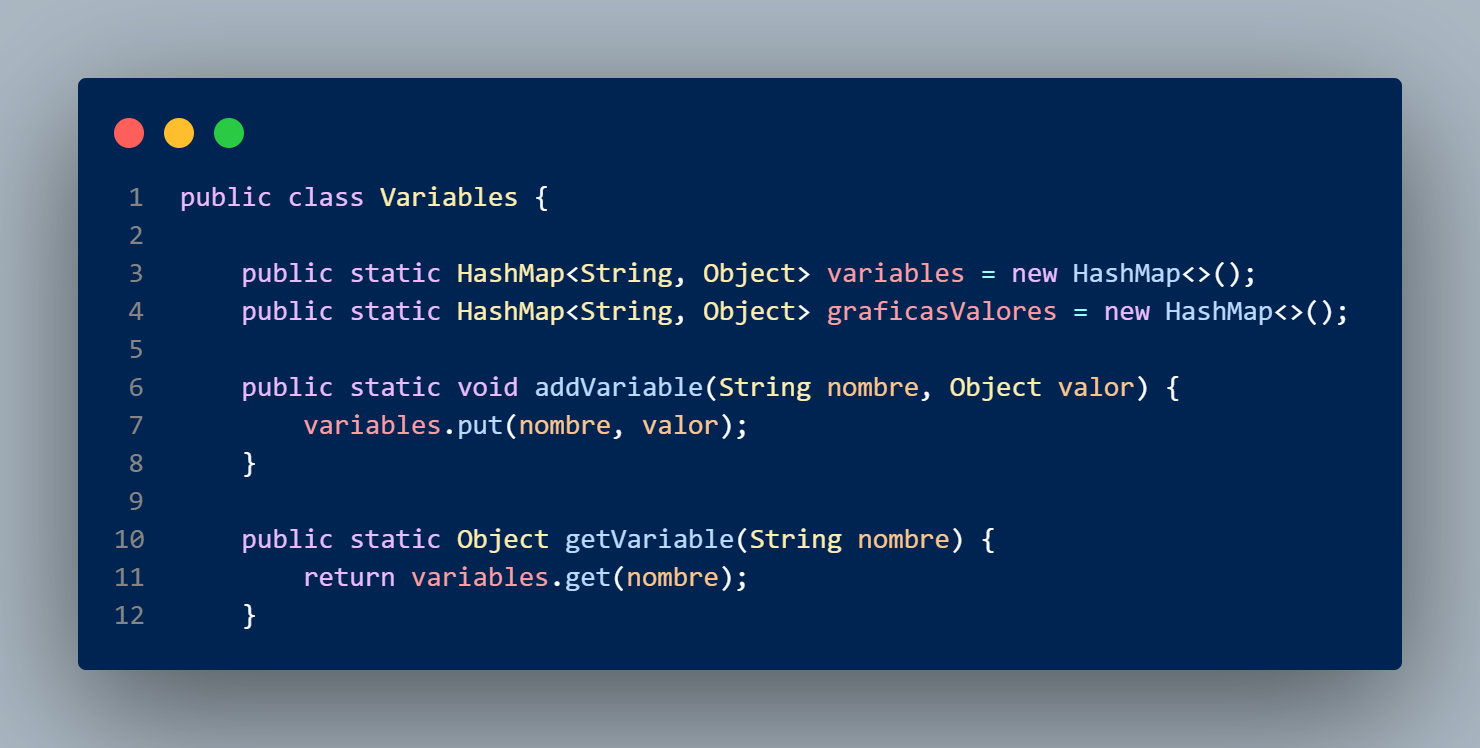 1 public class Variables {
2
3 public static HashMap<String, Object> variables = new HashMap<>();
4 public static HashMap<String, Object> graficasValores = new HashMap<>();
5
6 public static void addVariable(String nombre, Object valor) {
7 variables.put(nombre, valor);
8 }
9
10 public static Object getVariable(String nombre) {
11 return variables.get(nombre);
12 }